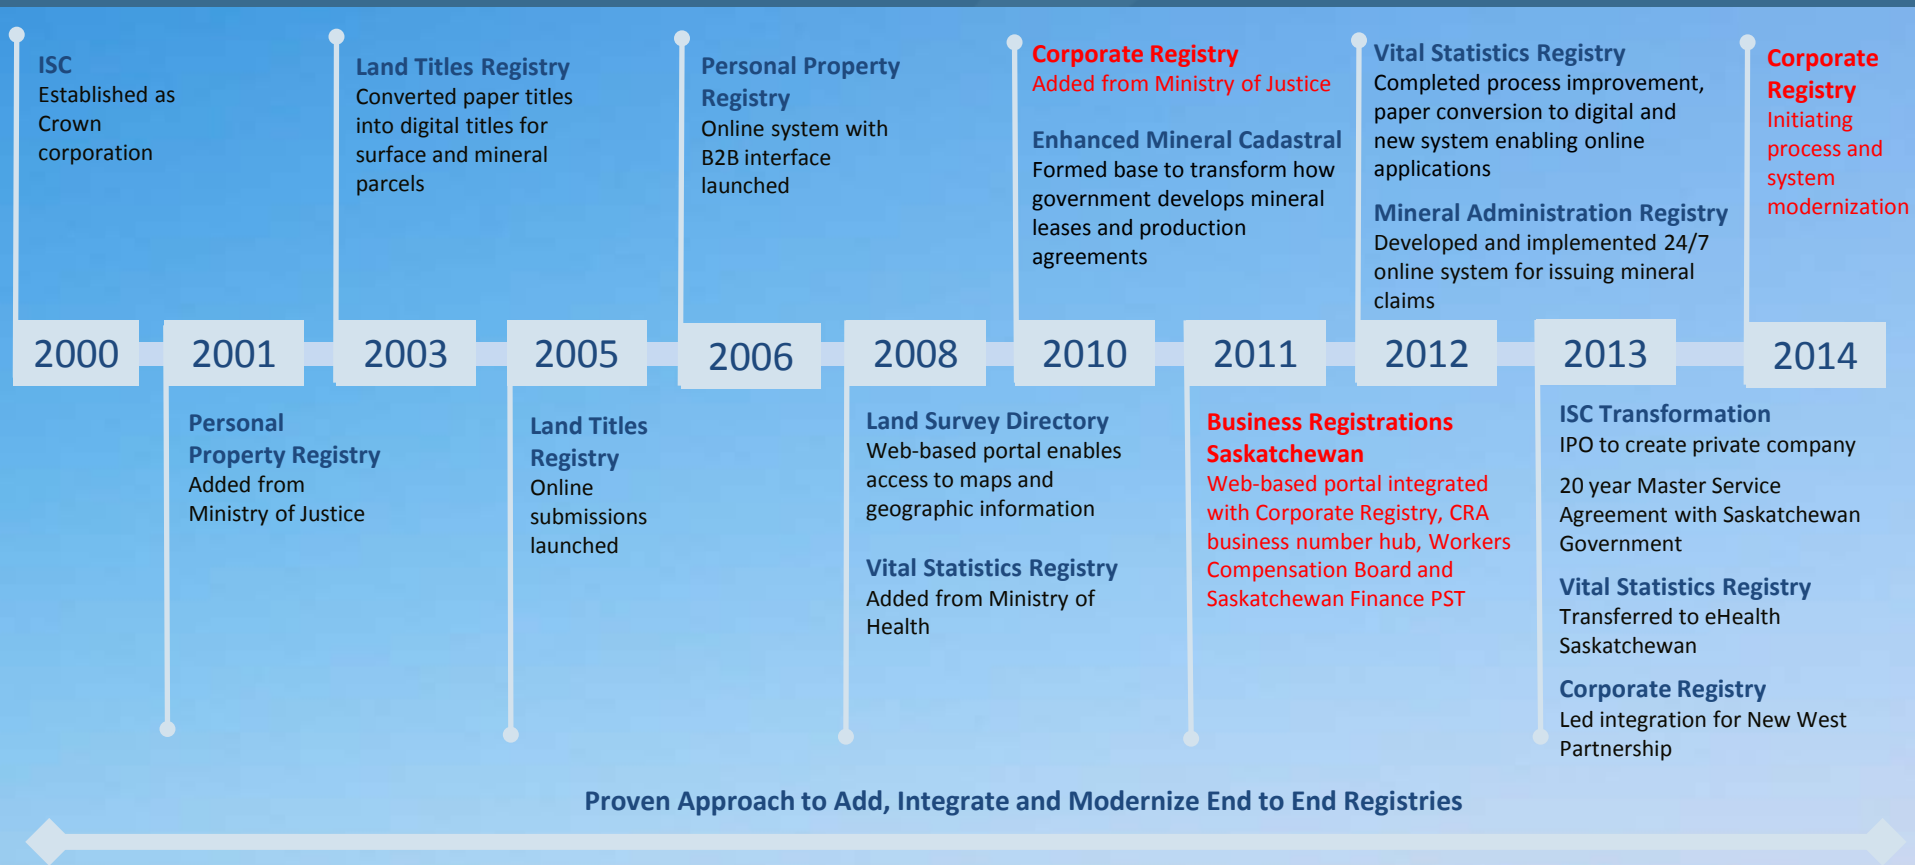 ISC
Established as
Crown
corporation
Land Titles Registry
Converted paper titles
into digital titles for
surface and mineral
parcels
Personal Property
Registry
Online system with
B2B interface
launched
Corporate Registry
Added from Ministry of Justice
Enhanced Mineral Cadastral
Formed base to transform how
government develops mineral
leases and production
agreements
Vital Statistics Registry
Completed process improvement,
paper conversion to digital and
new system enabling online
applications
Mineral Administration Registry
Developed and implemented 24/7
online system for issuing mineral
claims
Corporate
Registry
Initiating
process and
system
modernization
2000
2001
2003
2005
2006
2008
2010
2011
2012
2013
2014
Personal
Property Registry
Added from
Ministry of Justice
Land Titles
Registry
Online
submissions
launched
Land Survey Directory
Web-based portal enables
access to maps and
geographic information
Vital Statistics Registry
Added from Ministry of
Health
Business Registrations
Saskatchewan
Web-based portal integrated
with Corporate Registry, CRA
business number hub, Workers
Compensation Board and
Saskatchewan Finance PST
ISC Transformation
IPO to create private company
20 year Master Service
Agreement with Saskatchewan
Government
Vital Statistics Registry
Transferred to eHealth
Saskatchewan
Corporate Registry
Led integration for New West
Partnership
Proven Approach to Add, Integrate and Modernize End to End Registries